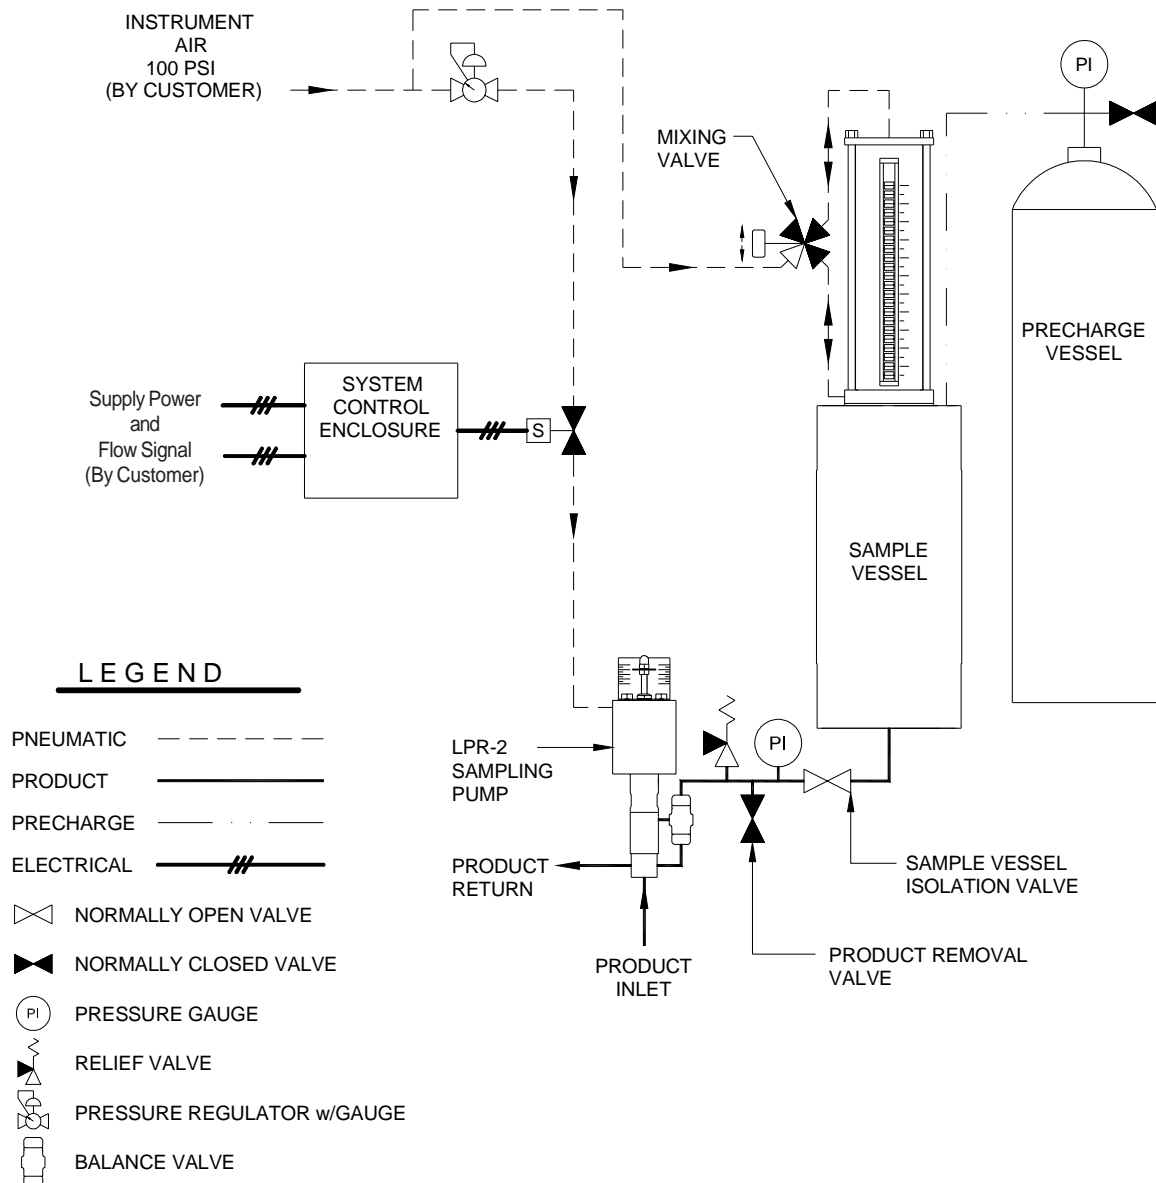 INSTRUMENT
AIR
100 PSI
(BY CUSTOMER)
PI
MIXING
VALVE
PRECHARGE
VESSEL
SYSTEM
CONTROL
ENCLOSURE
Supply Power
and
Flow Signal
(By Customer)
S
SAMPLE
VESSEL
LEGEND
PNEUMATIC
PRODUCT
PRECHARGE
ELECTRICAL
NORMALLY OPEN VALVE
NORMALLY CLOSED VALVE
PI
PRESSURE GAUGE
RELIEF VALVE
PRESSURE REGULATOR w/GAUGE
BALANCE VALVE
LPR-2
SAMPLING
PUMP
PI
PRODUCT
RETURN
PRODUCT
INLET
SAMPLE VESSEL
ISOLATION VALVE
PRODUCT REMOVAL
VALVE